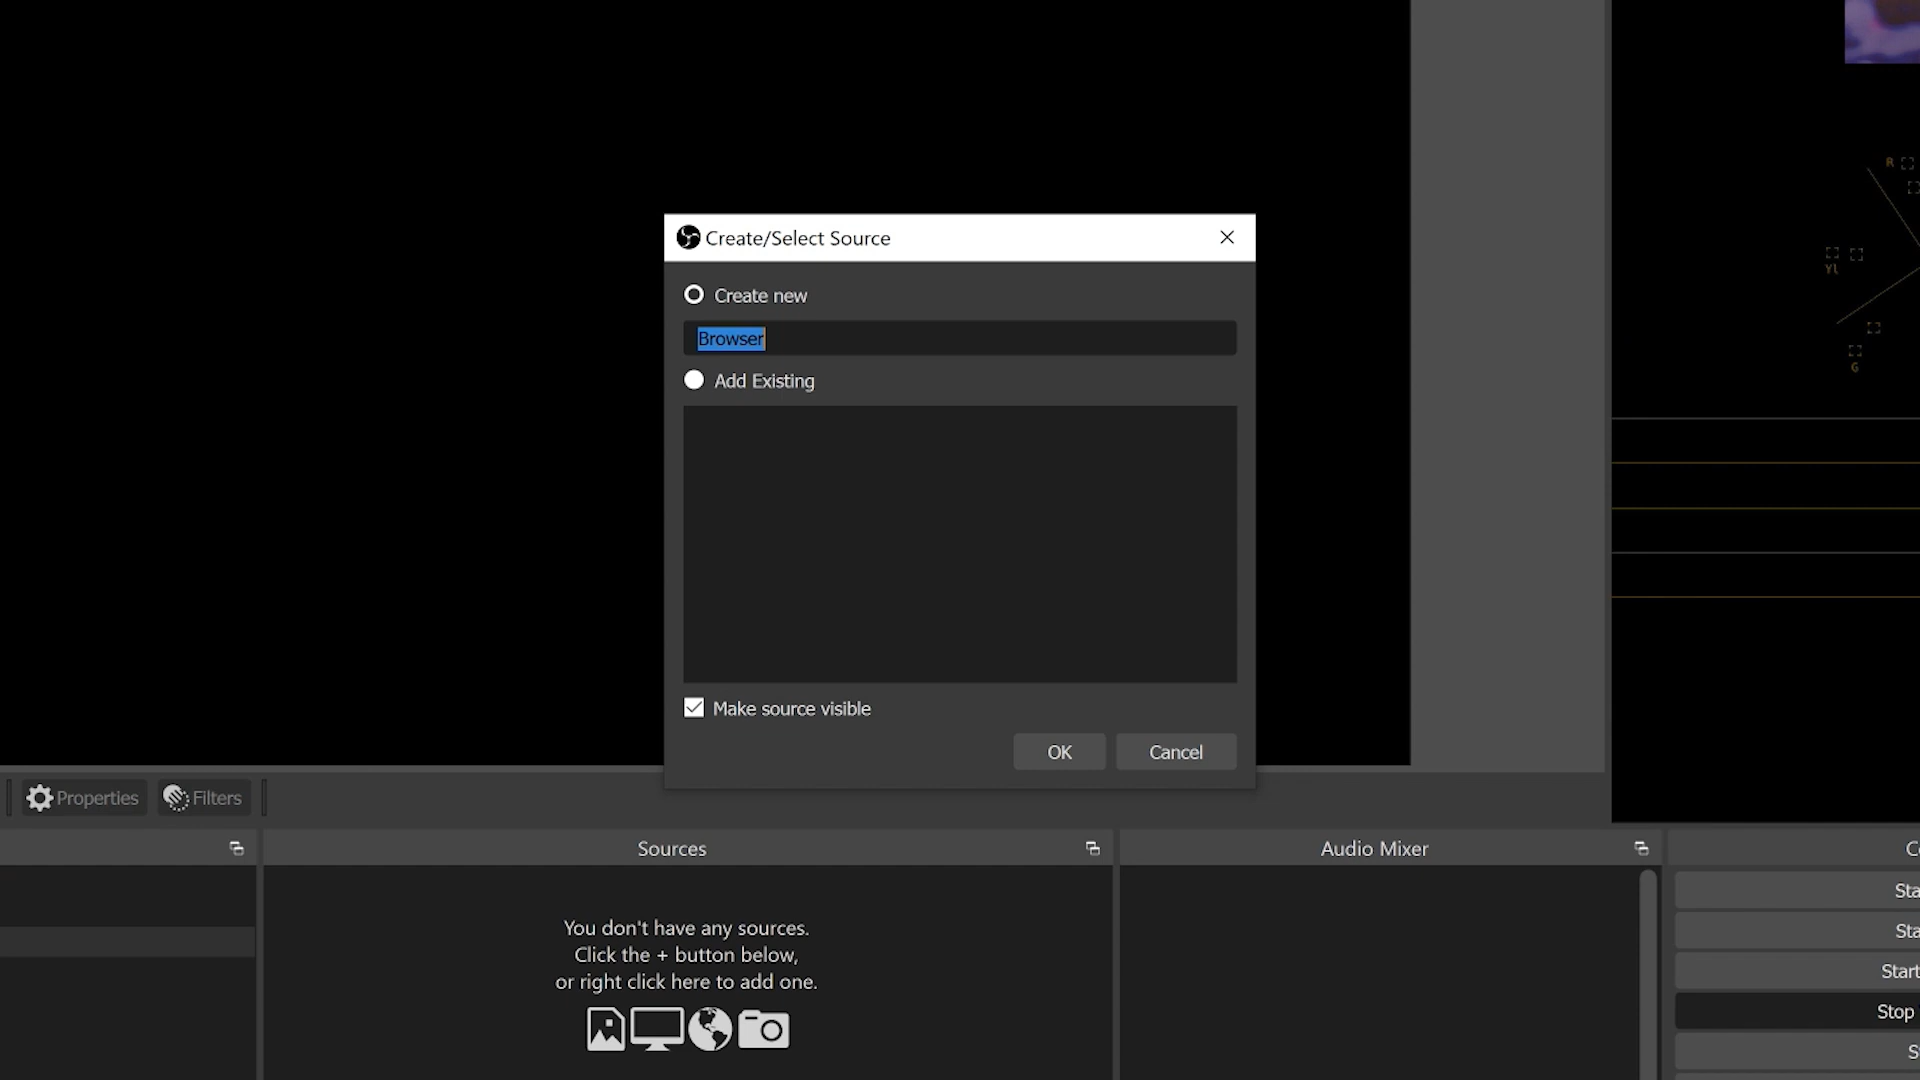 Create/Select Source
Create new
Browser
Add Existing
Make source visible
OK
Cancel
R
Yl
G
Properties
Filters
Sources
Audio Mixer
You don't have any sources.
Click the + button below,
or right click here to add one.
Start
Stop